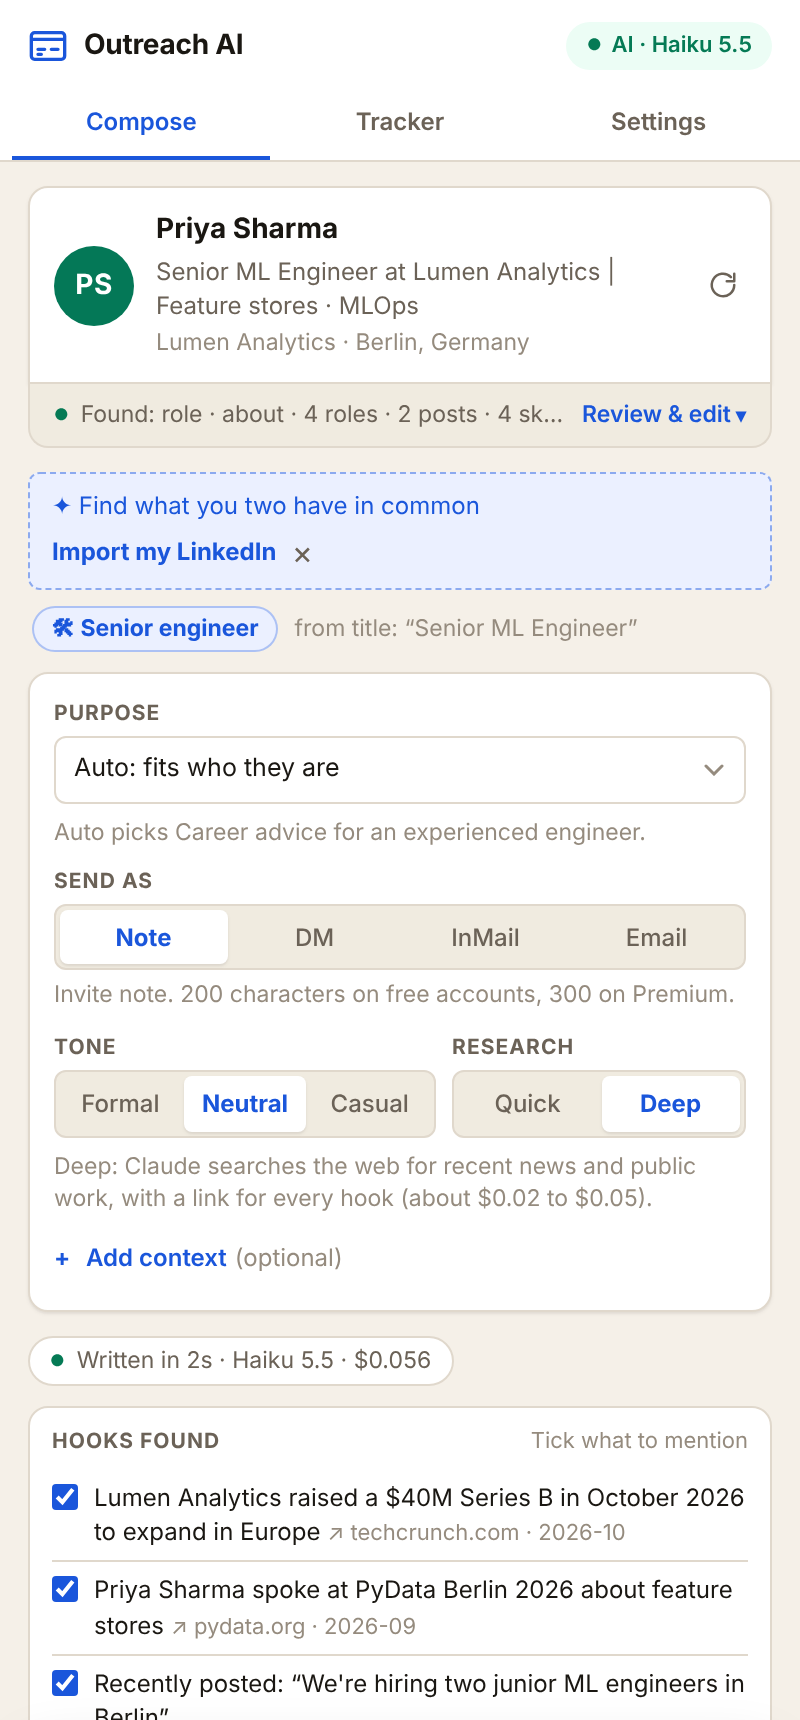 Outreach AI
AI · Haiku 5.5
Compose
Tracker
Settings
PS
Priya Sharma
Senior ML Engineer at Lumen Analytics |
Feature stores · MLOps
Lumen Analytics · Berlin, Germany
Found: role · about · 4 roles · 2 posts · 4 sk...
Review & edit ▾
✦ Find what you two have in common
Import my LinkedIn ×
🛠 Senior engineer
from title: “Senior ML Engineer”
PURPOSE
Auto: fits who they are
Auto picks Career advice for an experienced engineer.
SEND AS
Note
DM
InMail
Email
Invite note. 200 characters on free accounts, 300 on Premium.
TONE
RESEARCH
Formal
Neutral
Casual
Quick
Deep
Deep: Claude searches the web for recent news and public
work, with a link for every hook (about $0.02 to $0.05).
+ Add context (optional)
Written in 2s · Haiku 5.5 · $0.056
HOOKS FOUND
Tick what to mention
Lumen Analytics raised a $40M Series B in October 2026
to expand in Europe ↗ techcrunch.com · 2026-10
Priya Sharma spoke at PyData Berlin 2026 about feature
stores ↗ pydata.org · 2026-09
Recently posted: “We're hiring two junior ML engineers in
Berlin”